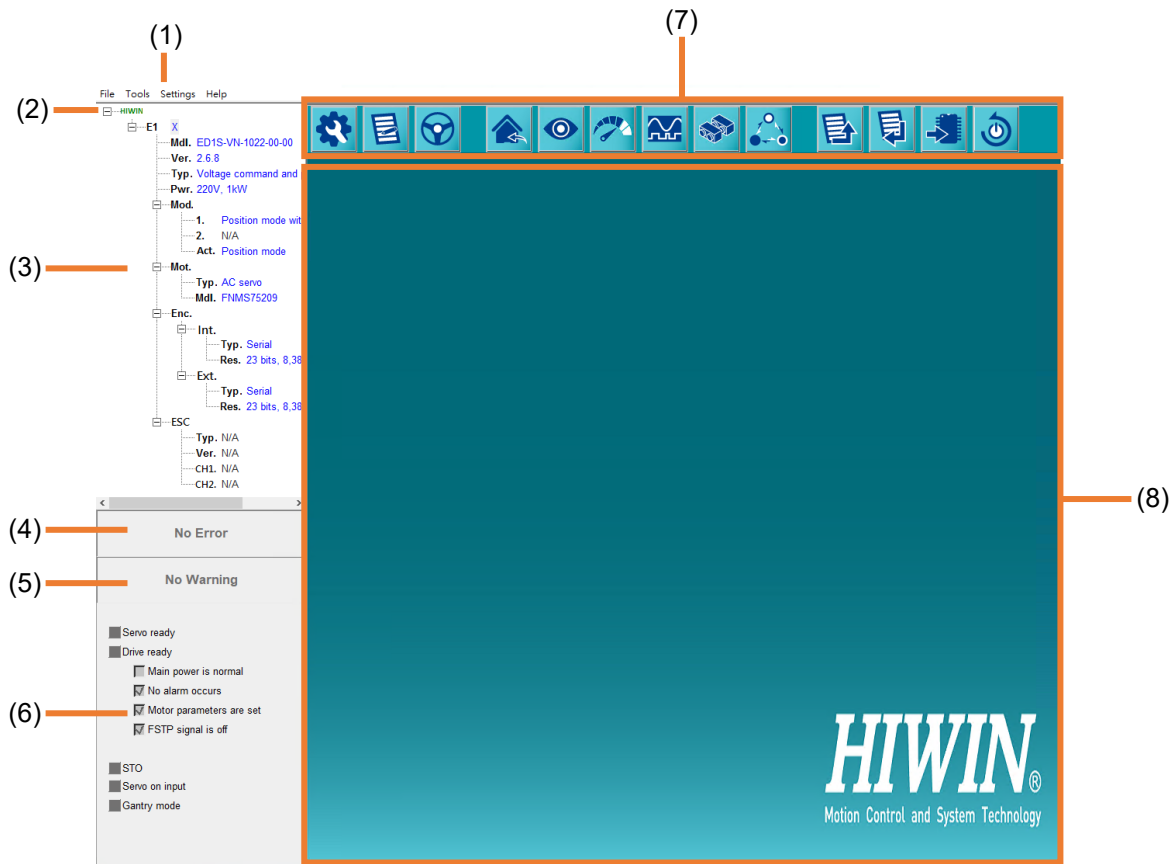 (1)
(7)
File Tools Settings Help
(2)
HIWIN
E1 X
Mdl. ED1S-VN-1022-00-00
Ver. 2.6.8
Typ. Voltage command and
Pwr. 220V, 1kW
Mod.
1. Position mode wit
2. N/A
Act. Position mode
(3)
Mot.
Typ. AC servo
Mdl. FNMS75209
Enc.
Int.
Typ. Serial
Res. 23 bits, 8,38
Ext.
Typ. Serial
Res. 23 bits, 8,38
ESC
Typ. N/A
Ver. N/A
CH1. N/A
CH2. N/A
(4)
No Error
(8)
(5)
No Warning
Servo ready
Drive ready
Main power is normal
No alarm occurs
(6)
Motor parameters are set
FSTP signal is off
STO
Servo on input
Gantry mode
HIWIN®
Motion Control and System Technology